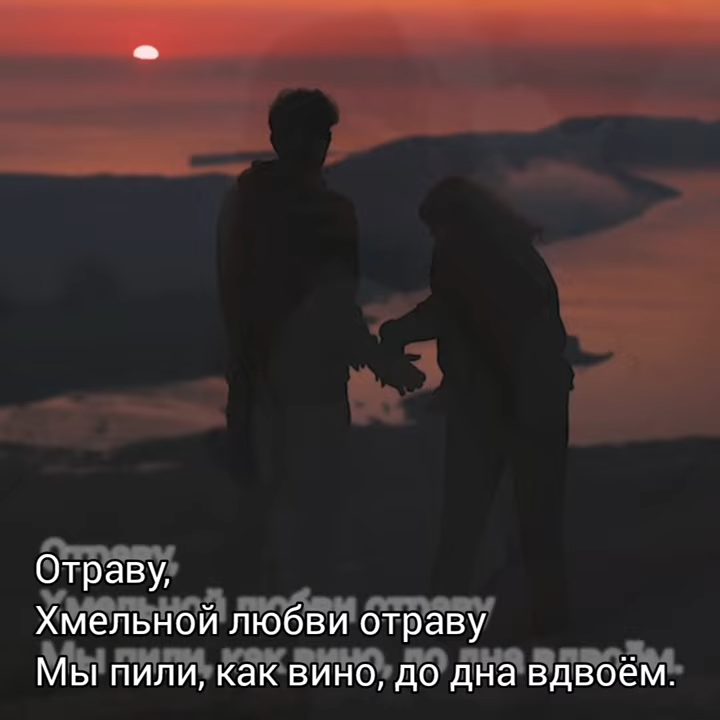 Отраву,
Хмельной любви отраву
Мы пили, как вино, до дна вдвоём.